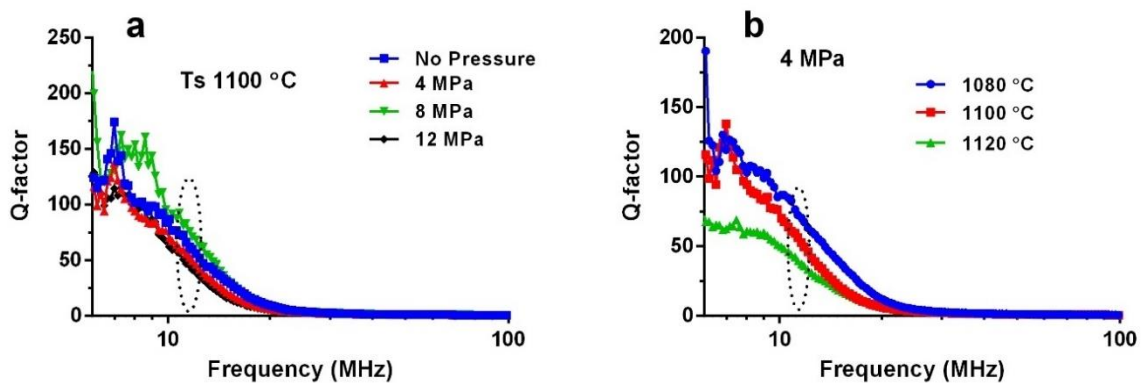 a
Ts 1100 °C
No Pressure
4 MPa
8 MPa
12 MPa
250
200
150
100
50
0
Q-factor
10
100
Frequency (MHz)
b
4 MPa
1080 °C
1100 °C
1120 °C
200
150
100
50
0
Q-factor
10
100
Frequency (MHz)